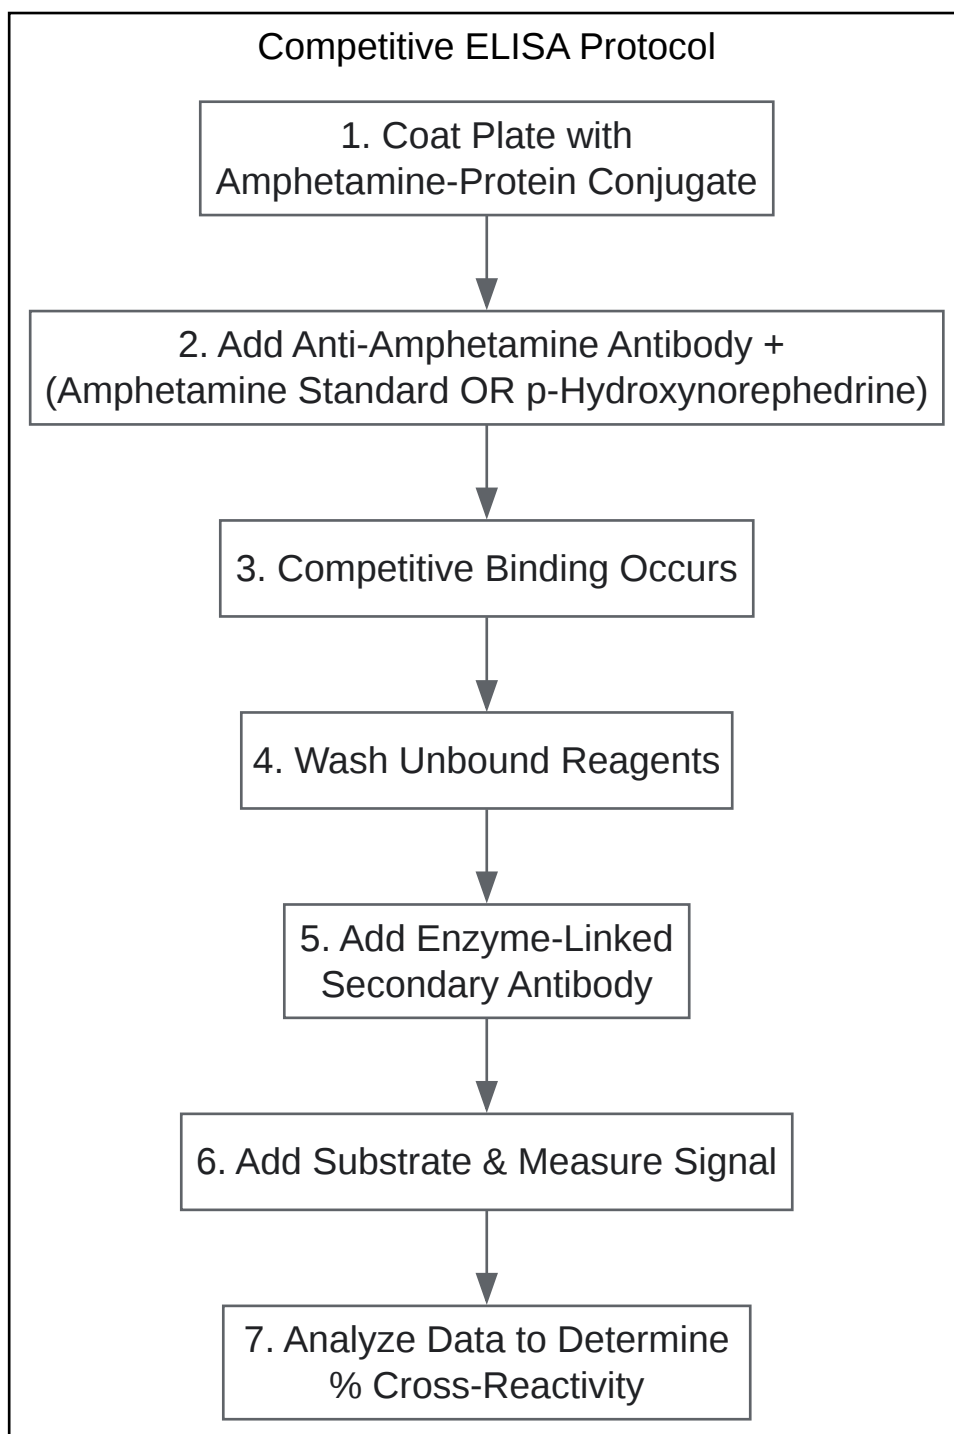 Competitive ELISA Protocol
1. Coat Plate with
Amphetamine-Protein Conjugate
2. Add Anti-Amphetamine Antibody +
(Amphetamine Standard OR p-Hydroxynorephedrine)
3. Competitive Binding Occurs
4. Wash Unbound Reagents
5. Add Enzyme-Linked
Secondary Antibody
6. Add Substrate & Measure Signal
7. Analyze Data to Determine
% Cross-Reactivity